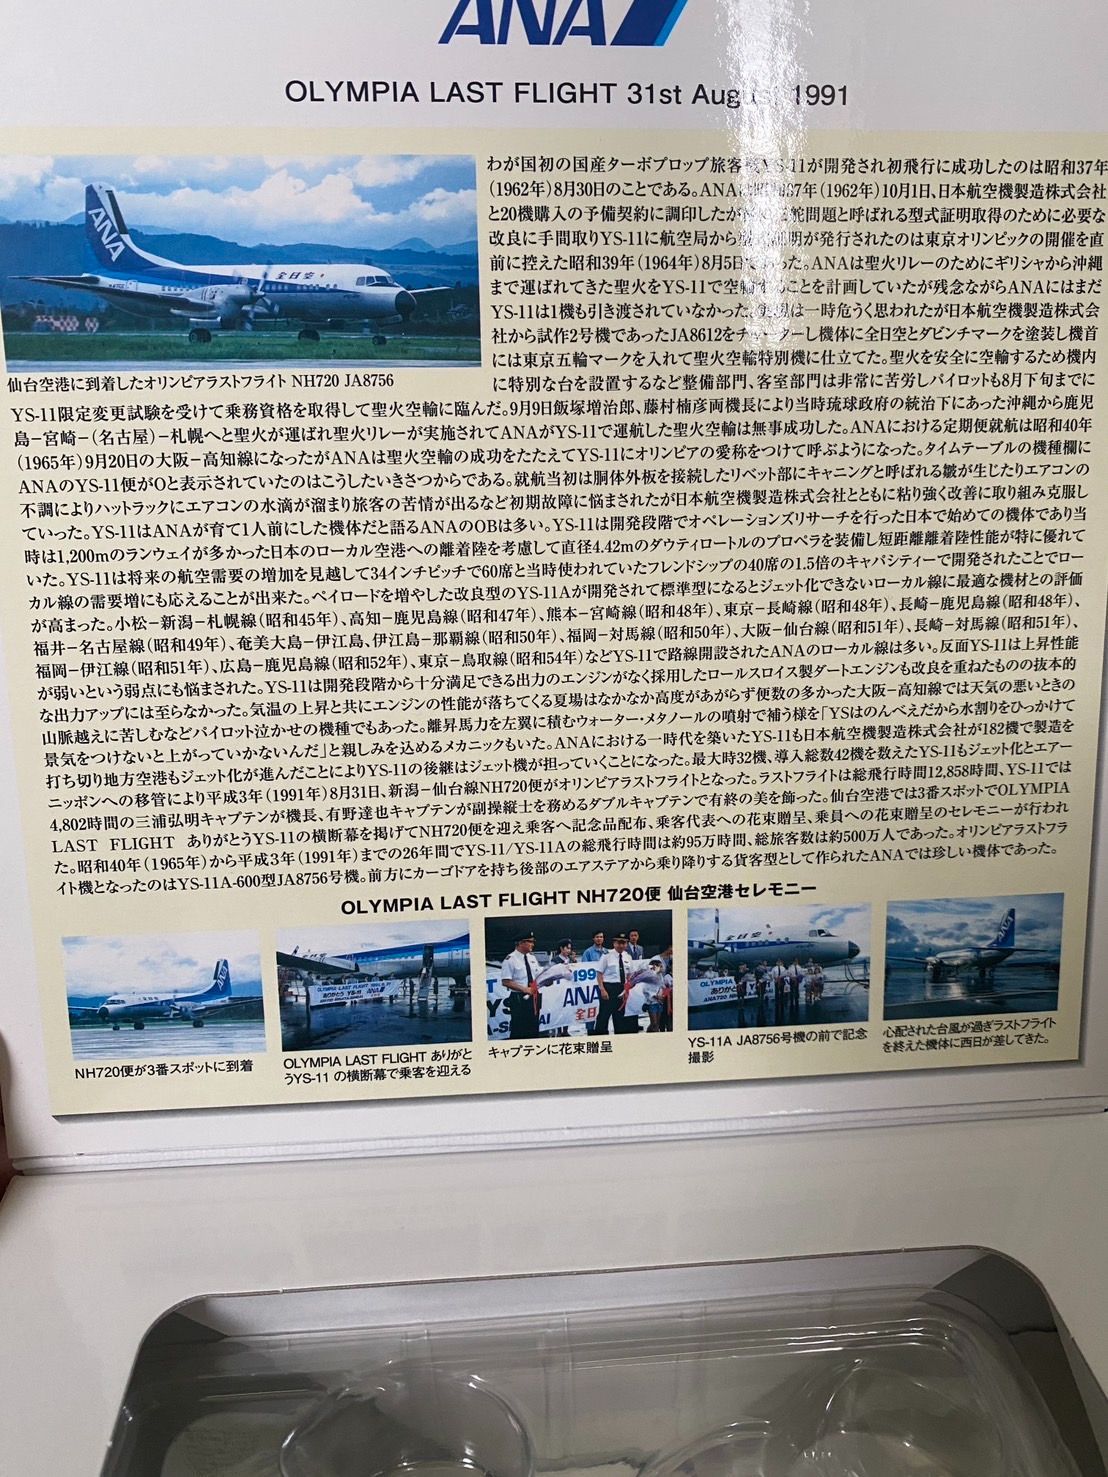 ANA
OLYMPIA LAST FLIGHT 31st August 1991
わが国初の国産ターボプロップ旅客 YS-11が開発され初飛行に成功したのは昭和37年
(1962年)8月30日のことである。ANA 37年(1962年)10月1日、日本航空機製造株式会社
と20機購入の予備契約に調印したが 舵問題と呼ばれる型式証明取得のために必要な
改良に手間取りYS-11に航空局から型式証明が発行されたのは東京オリンピックの開催を直
前に控えた昭和39年(1964年)8月5日であった。ANAは聖火リレーのためにギリシャから沖縄
まで運ばれてきた聖火をYS-11で空輸することを計画していたが残念ながらANAにはまだ
YS-11は1機も引き渡されていなかった。実現は一時危うく思われたが日本航空機製造株式会
社から試作2号機であったJA8612をチャーターし機体に全日空とダビンチマークを塗装し機首
には東京五輪マークを入れて聖火空輸特別機に仕立てた。聖火を安全に空輸するため機内
に特別な台を設置するなど整備部門、客室部門は非常に苦労しパイロットも8月下旬までに
仙台空港に到着したオリンピアラストフライト NH720 JA8756
YS-11限定変更試験を受けて乗務資格を取得して聖火空輸に臨んだ。9月9日飯塚増治郎、藤村楠彦両機長により当時琉球政府の統治下にあった沖縄から鹿児
島−宮崎−(名古屋)−札幌へと聖火が運ばれ聖火リレーが実施されてANAがYS-11で運航した聖火空輸は無事成功した。ANAにおける定期便就航は昭和40年
(1965年)9月20日の大阪−高知線になったがANAは聖火空輸の成功をたたえてYS-11にオリンピアの愛称をつけて呼ぶようになった。タイムテーブルの機種欄に
ANAのYS-11便がOと表示されていたのはこうしたいきさつからである。就航当初は胴体外板を接続したリベット部にキャニングと呼ばれる皺が生じたりエアコンの
不調によりハットラックにエアコンの水滴が溜まり旅客の苦情が出るなど初期故障に悩まされたが日本航空機製造株式会社とともに粘り強く改善に取り組み克服し
ていった。YS-11はANAが育て1人前にした機体だと語るANAのOBは多い。YS-11は開発段階でオペレーションズリサーチを行った日本で始めての機体であり当
時は1,200mのランウェイが多かった日本のローカル空港への離着陸を考慮して直径4.42mのダウティロートルのプロペラを装備し短距離離着陸性能が特に優れて
いた。YS-11は将来の航空需要の増加を見越して34インチピッチで60席と当時使われていたフレンドシップの40席の1.5倍のキャパシティーで開発されたことでロー
カル線の需要増にも応えることが出来た。ペイロードを増やした改良型のYS-11Aが開発されて標準型になるとジェット化できないローカル線に最適な機材との評価
が高まった。小松−新潟−札幌線(昭和45年)、高知−鹿児島線(昭和47年)、熊本−宮崎線(昭和48年)、東京−長崎線(昭和48年)、長崎−鹿児島線(昭和48年)、
福井−名古屋線(昭和49年)、奄美大島−伊江島、伊江島−那覇線(昭和50年)、福岡−対馬線(昭和50年)、大阪−仙台線(昭和51年)、長崎−対馬線(昭和51年)、
福岡−伊江線(昭和51年)、広島−鹿児島線(昭和52年)、東京−鳥取線(昭和54年)などYS-11で路線開設されたANAのローカル線は多い。反面YS-11は上昇性能
が弱いという弱点にも悩まされた。YS-11は開発段階から十分満足できる出力のエンジンがなく採用したロールスロイス製ダートエンジンも改良を重ねたものの抜本的
な出力アップには至らなかった。気温の上昇と共にエンジンの性能が落ちてくる夏場はなかなか高度があがらず便数の多かった大阪−高知線では天気の悪いときの
山脈越えに苦しむなどパイロット泣かせの機種でもあった。離昇馬力を左翼に積むウォーター・メタノールの噴射で補う様を「YSはのんべえだから水割りをひっかけて
景気をつけないと上がっていかないんだ」と親しみを込めるメカニックもいた。ANAにおける一時代を築いたYS-11も日本航空機製造株式会社が182機で製造を
打ち切り地方空港もジェット化が進んだことによりYS-11の後継はジェット機が担っていくことになった。最大時32機、導入総数42機を数えたYS-11もジェット化とエアー
ニッポンへの移管により平成3年(1991年)8月31日、新潟−仙台線NH720便がオリンピアラストフライトとなった。ラストフライトは総飛行時間12,858時間、YS-11では
4,802時間の三浦弘明キャプテンが機長、有野達也キャプテンが副操縦士を務めるダブルキャプテンで有終の美を飾った。仙台空港では3番スポットでOLYMPIA
LAST FLIGHT ありがとうYS-11の横断幕を掲げてNH720便を迎え乗客へ記念品配布、乗客代表への花束贈呈、乗員への花束贈呈のセレモニーが行われ
た。昭和40年(1965年)から平成3年(1991年)までの26年間でYS-11/YS-11Aの総飛行時間は約95万時間、総旅客数は約500万人であった。オリンピアラストフラ
イト機となったのはYS-11A-600型JA8756号機。前方にカーゴドアを持ち後部のエアステアから乗り降りする貨客型として作られたANAでは珍しい機体であった。
OLYMPIA LAST FLIGHT NH720便 仙台空港セレモニー
NH720便が3番スポットに到着
OLYMPIA LAST FLIGHT ありがと
うYS-11 の横断幕で乗客を迎える
キャプテンに花束贈呈
YS-11A JA8756号機の前で記念
撮影
心配された台風が過ぎラストフライト
を終えた機体に西日が差してきた。